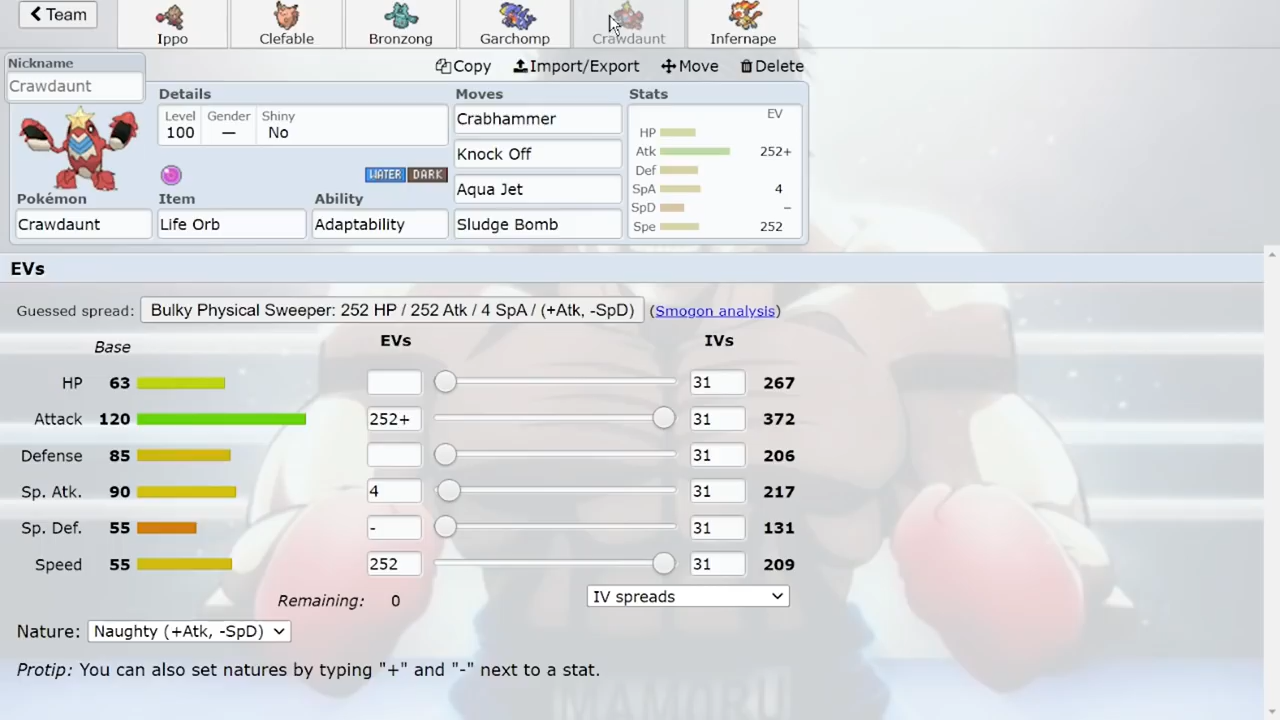 Team
Ippo
Clefable
Bronzong
Garchomp
Crawdaunt
Infernape
Copy
Import/Export
Move
Delete
Nickname
Crawdaunt
Details
Level
100
Gender
—
Shiny
No
WATER DARK
Pokémon
Crawdaunt
Item
Life Orb
Ability
Adaptability
Moves
Crabhammer
Knock Off
Aqua Jet
Sludge Bomb
Stats
EV
HP
Atk 252+
Def
SpA 4
SpD –
Spe 252
EVs
Guessed spread: Bulky Physical Sweeper: 252 HP / 252 Atk / 4 SpA / (+Atk, -SpD) (Smogon analysis)
Base EVs IVs
HP 63 31 267
Attack 120 252+ 31 372
Defense 85 31 206
Sp. Atk. 90 4 31 217
Sp. Def. 55 - 31 131
Speed 55 252 31 209
Remaining: 0 IV spreads
Nature: Naughty (+Atk, -SpD)
Protip: You can also set natures by typing "+" and "-" next to a stat.
MAMORU